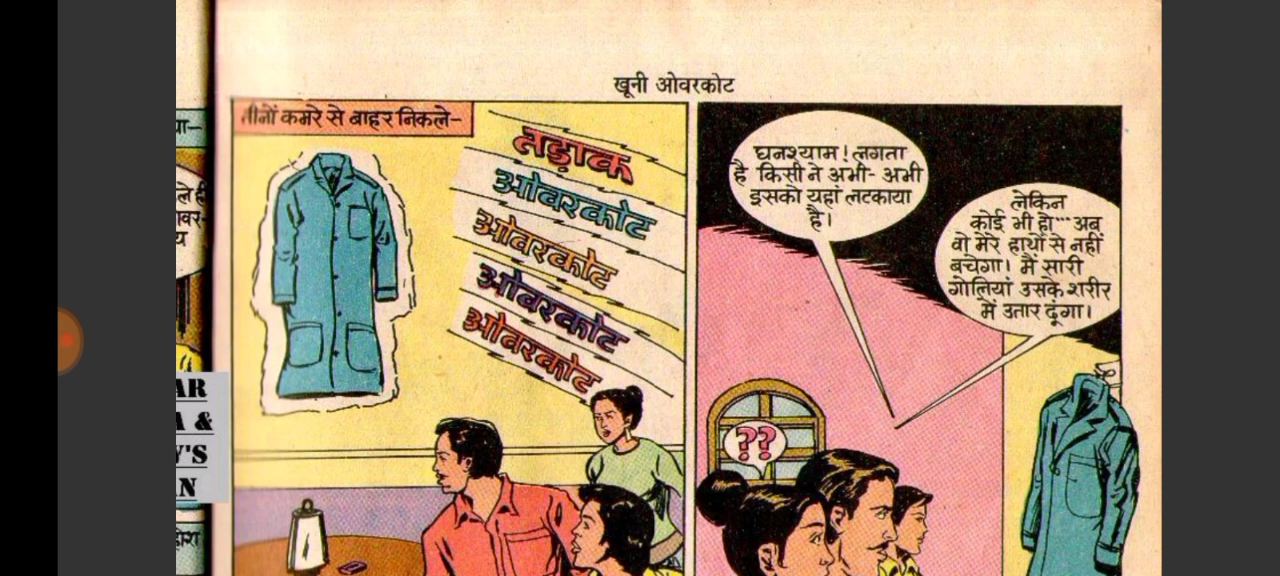 खूनी ओवरकोट
तीनों कमरे से बाहर निकले-
तड़ाक
ओवरकोट
ओवरकोट
ओवरकोट
ओवरकोट
घनश्याम! लगता
है किसी ने अभी-अभी
इसको यहां लटकाया
है।
लेकिन
कोई भी हो... अब
वो मेरे हाथों से नहीं
बचेगा। मैं सारी
गोलियां उसके शरीर
में उतार दूंगा।
??
AR
&
'S